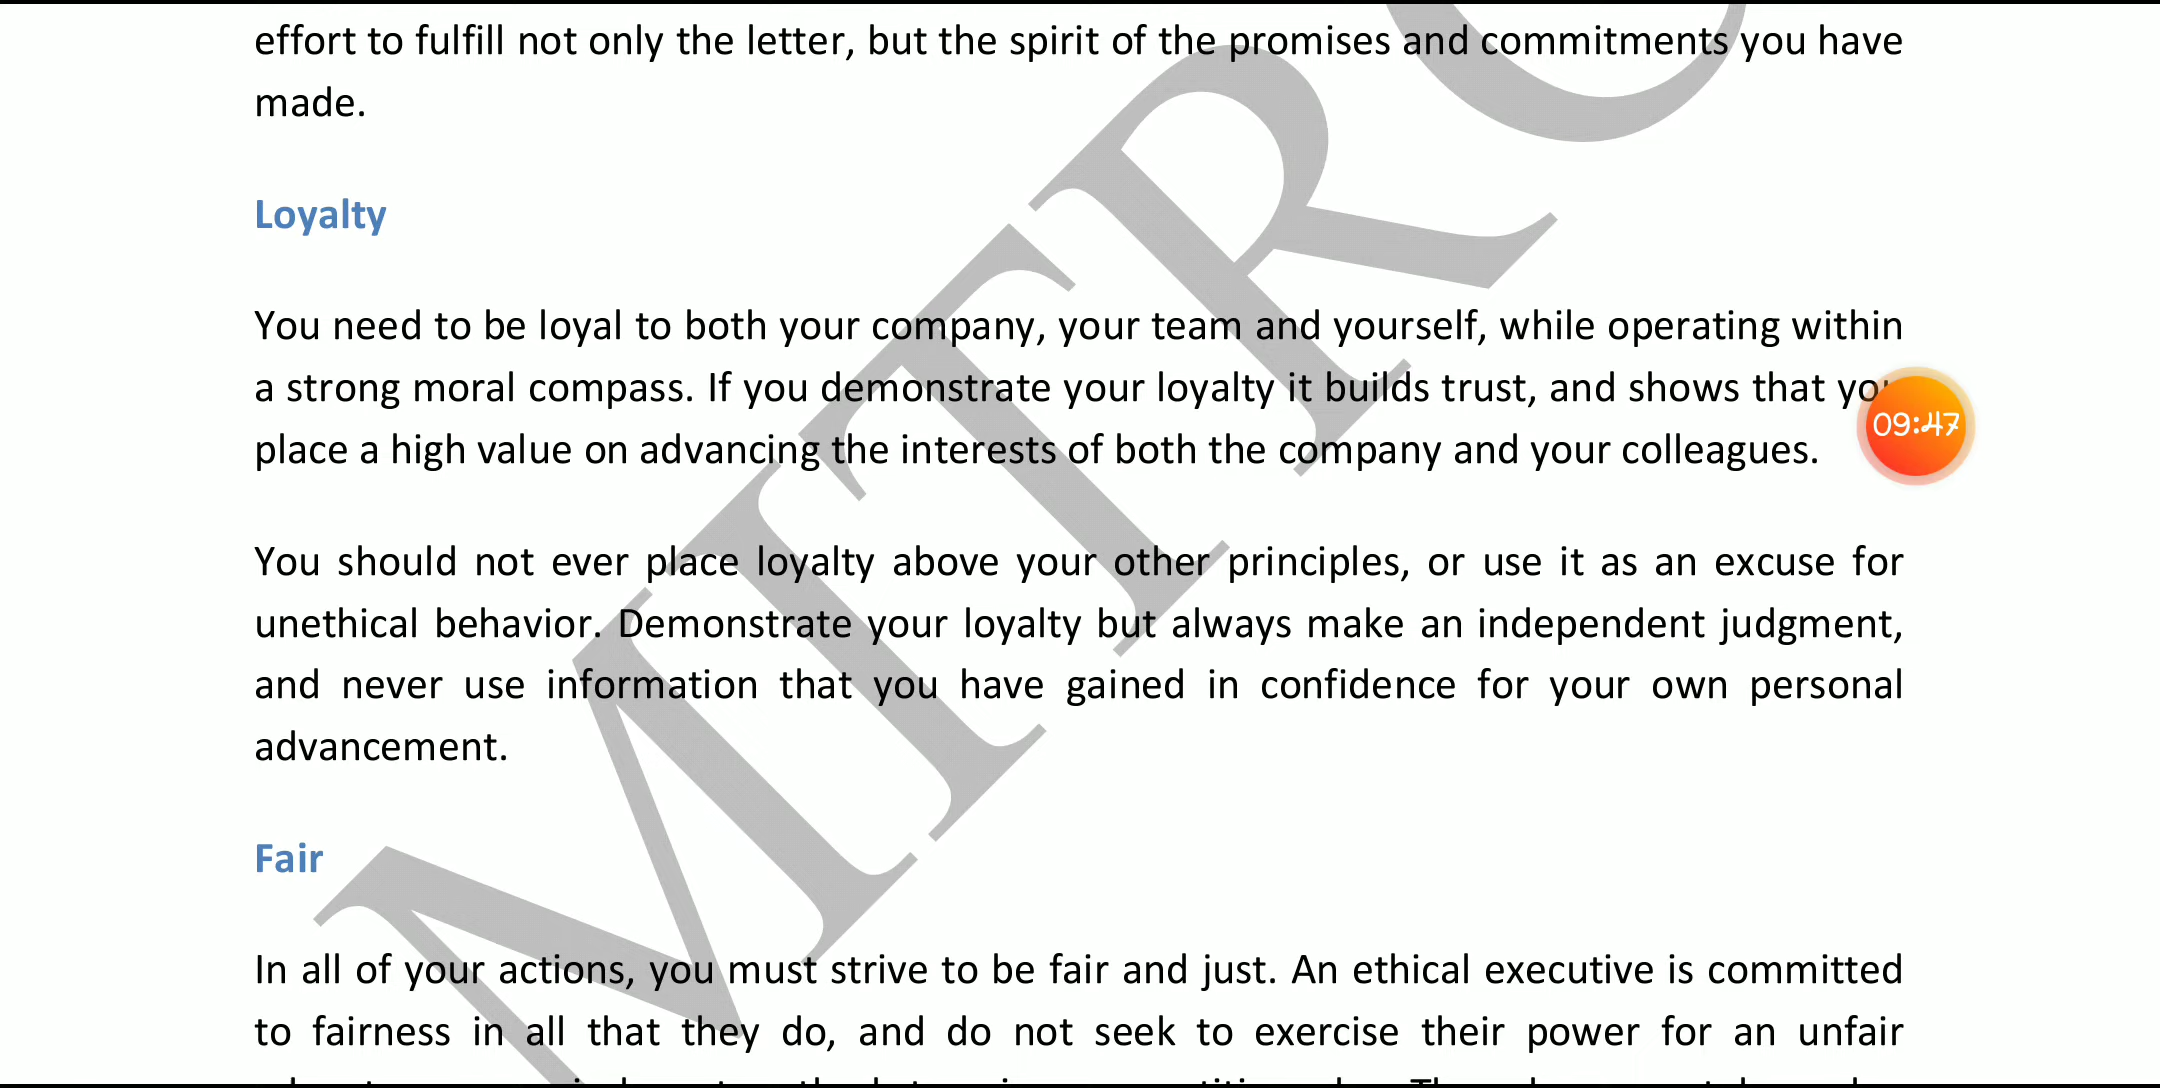 effort to fulfill not only the letter, but the spirit of the promises and commitments you have
made.
Loyalty
You need to be loyal to both your company, your team and yourself, while operating within
a strong moral compass. If you demonstrate your loyalty it builds trust, and shows that you
09:47
place a high value on advancing the interests of both the company and your colleagues.
You should not ever place loyalty above your other principles, or use it as an excuse for
unethical behavior. Demonstrate your loyalty but always make an independent judgment,
and never use information that you have gained in confidence for your own personal
advancement.
Fair
In all of your actions, you must strive to be fair and just. An ethical executive is committed
to fairness in all that they do, and do not seek to exercise their power for an unfair
MTRC